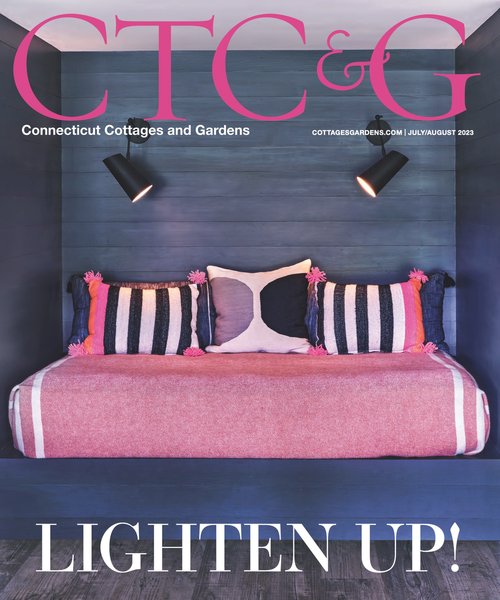 CTC&G
Connecticut Cottages and Gardens
COTTAGESGARDENS.COM | JULY/AUGUST 2023
LIGHTEN UP!